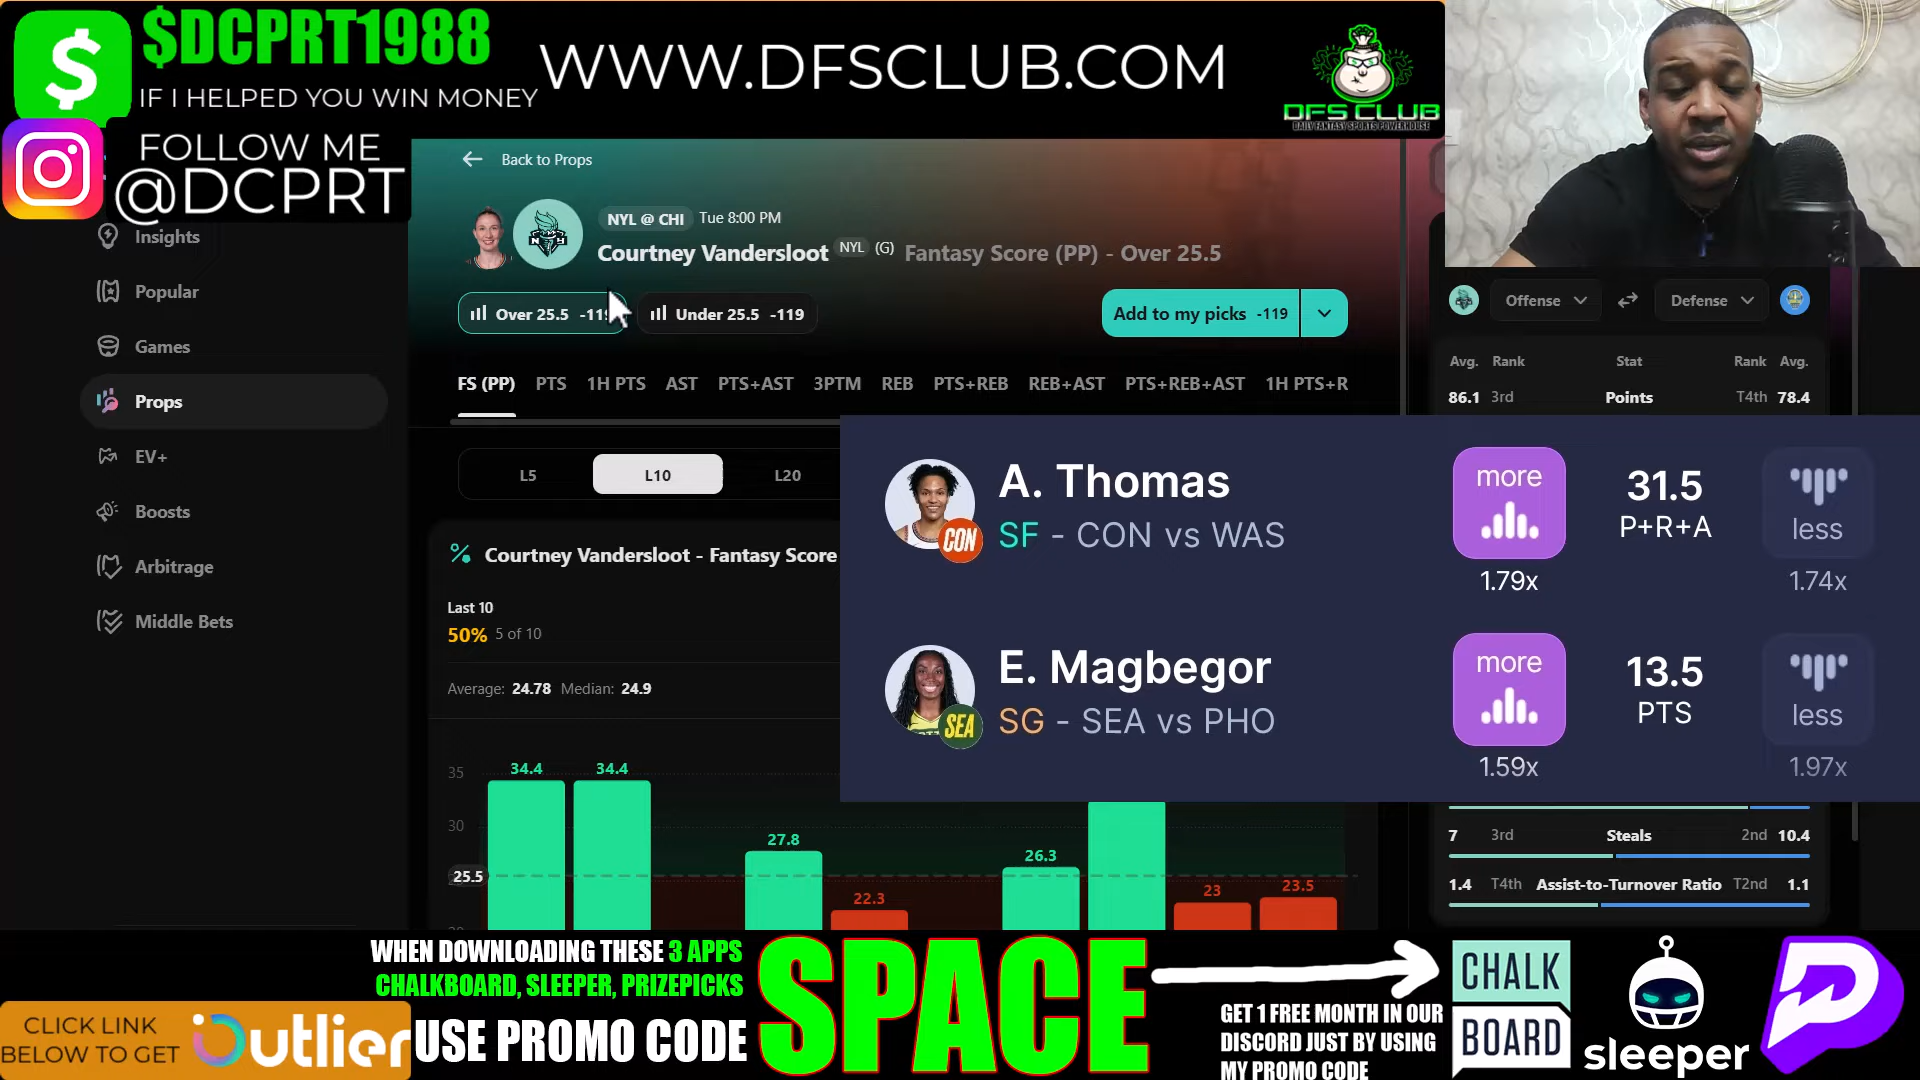 $DCPRT1988
IF I HELPED YOU WIN MONEY
WWW.DFSCLUB.COM
DFS CLUB
DAILY FANTASY SPORTS POWERHOUSE
FOLLOW ME
@DCPRT
Insights
Popular
Games
Props
EV+
Boosts
Arbitrage
Middle Bets
Back to Props
NYL @ CHI Tue 8:00 PM
Courtney Vandersloot NYL (G) Fantasy Score (PP) - Over 25.5
Over 25.5 -119
Under 25.5 -119
Add to my picks -119
FS (PP) PTS 1H PTS AST PTS+AST 3PTM REB PTS+REB REB+AST PTS+REB+AST 1H PTS+R
L5 L10 L20
Courtney Vandersloot - Fantasy Score
Last 10
50% 5 of 10
Average: 24.78 Median: 24.9
35
30
25.5
34.4
34.4
27.8
22.3
26.3
23
23.5
Offense
Defense
Avg. Rank Stat Rank Avg.
86.1 3rd Points T4th 78.4
A. Thomas
CON
SF - CON vs WAS
more
1.79x
31.5
P+R+A
less
1.74x
E. Magbegor
SEA
SG - SEA vs PHO
more
1.59x
13.5
PTS
less
1.97x
7 3rd Steals 2nd 10.4
1.4 T4th Assist-to-Turnover Ratio T2nd 1.1
CLICK LINK
BELOW TO GET
Outlier
WHEN DOWNLOADING THESE 3 APPS
CHALKBOARD, SLEEPER, PRIZEPICKS
USE PROMO CODE
SPACE
GET 1 FREE MONTH IN OUR
DISCORD JUST BY USING
MY PROMO CODE
CHALK
BOARD
sleeper